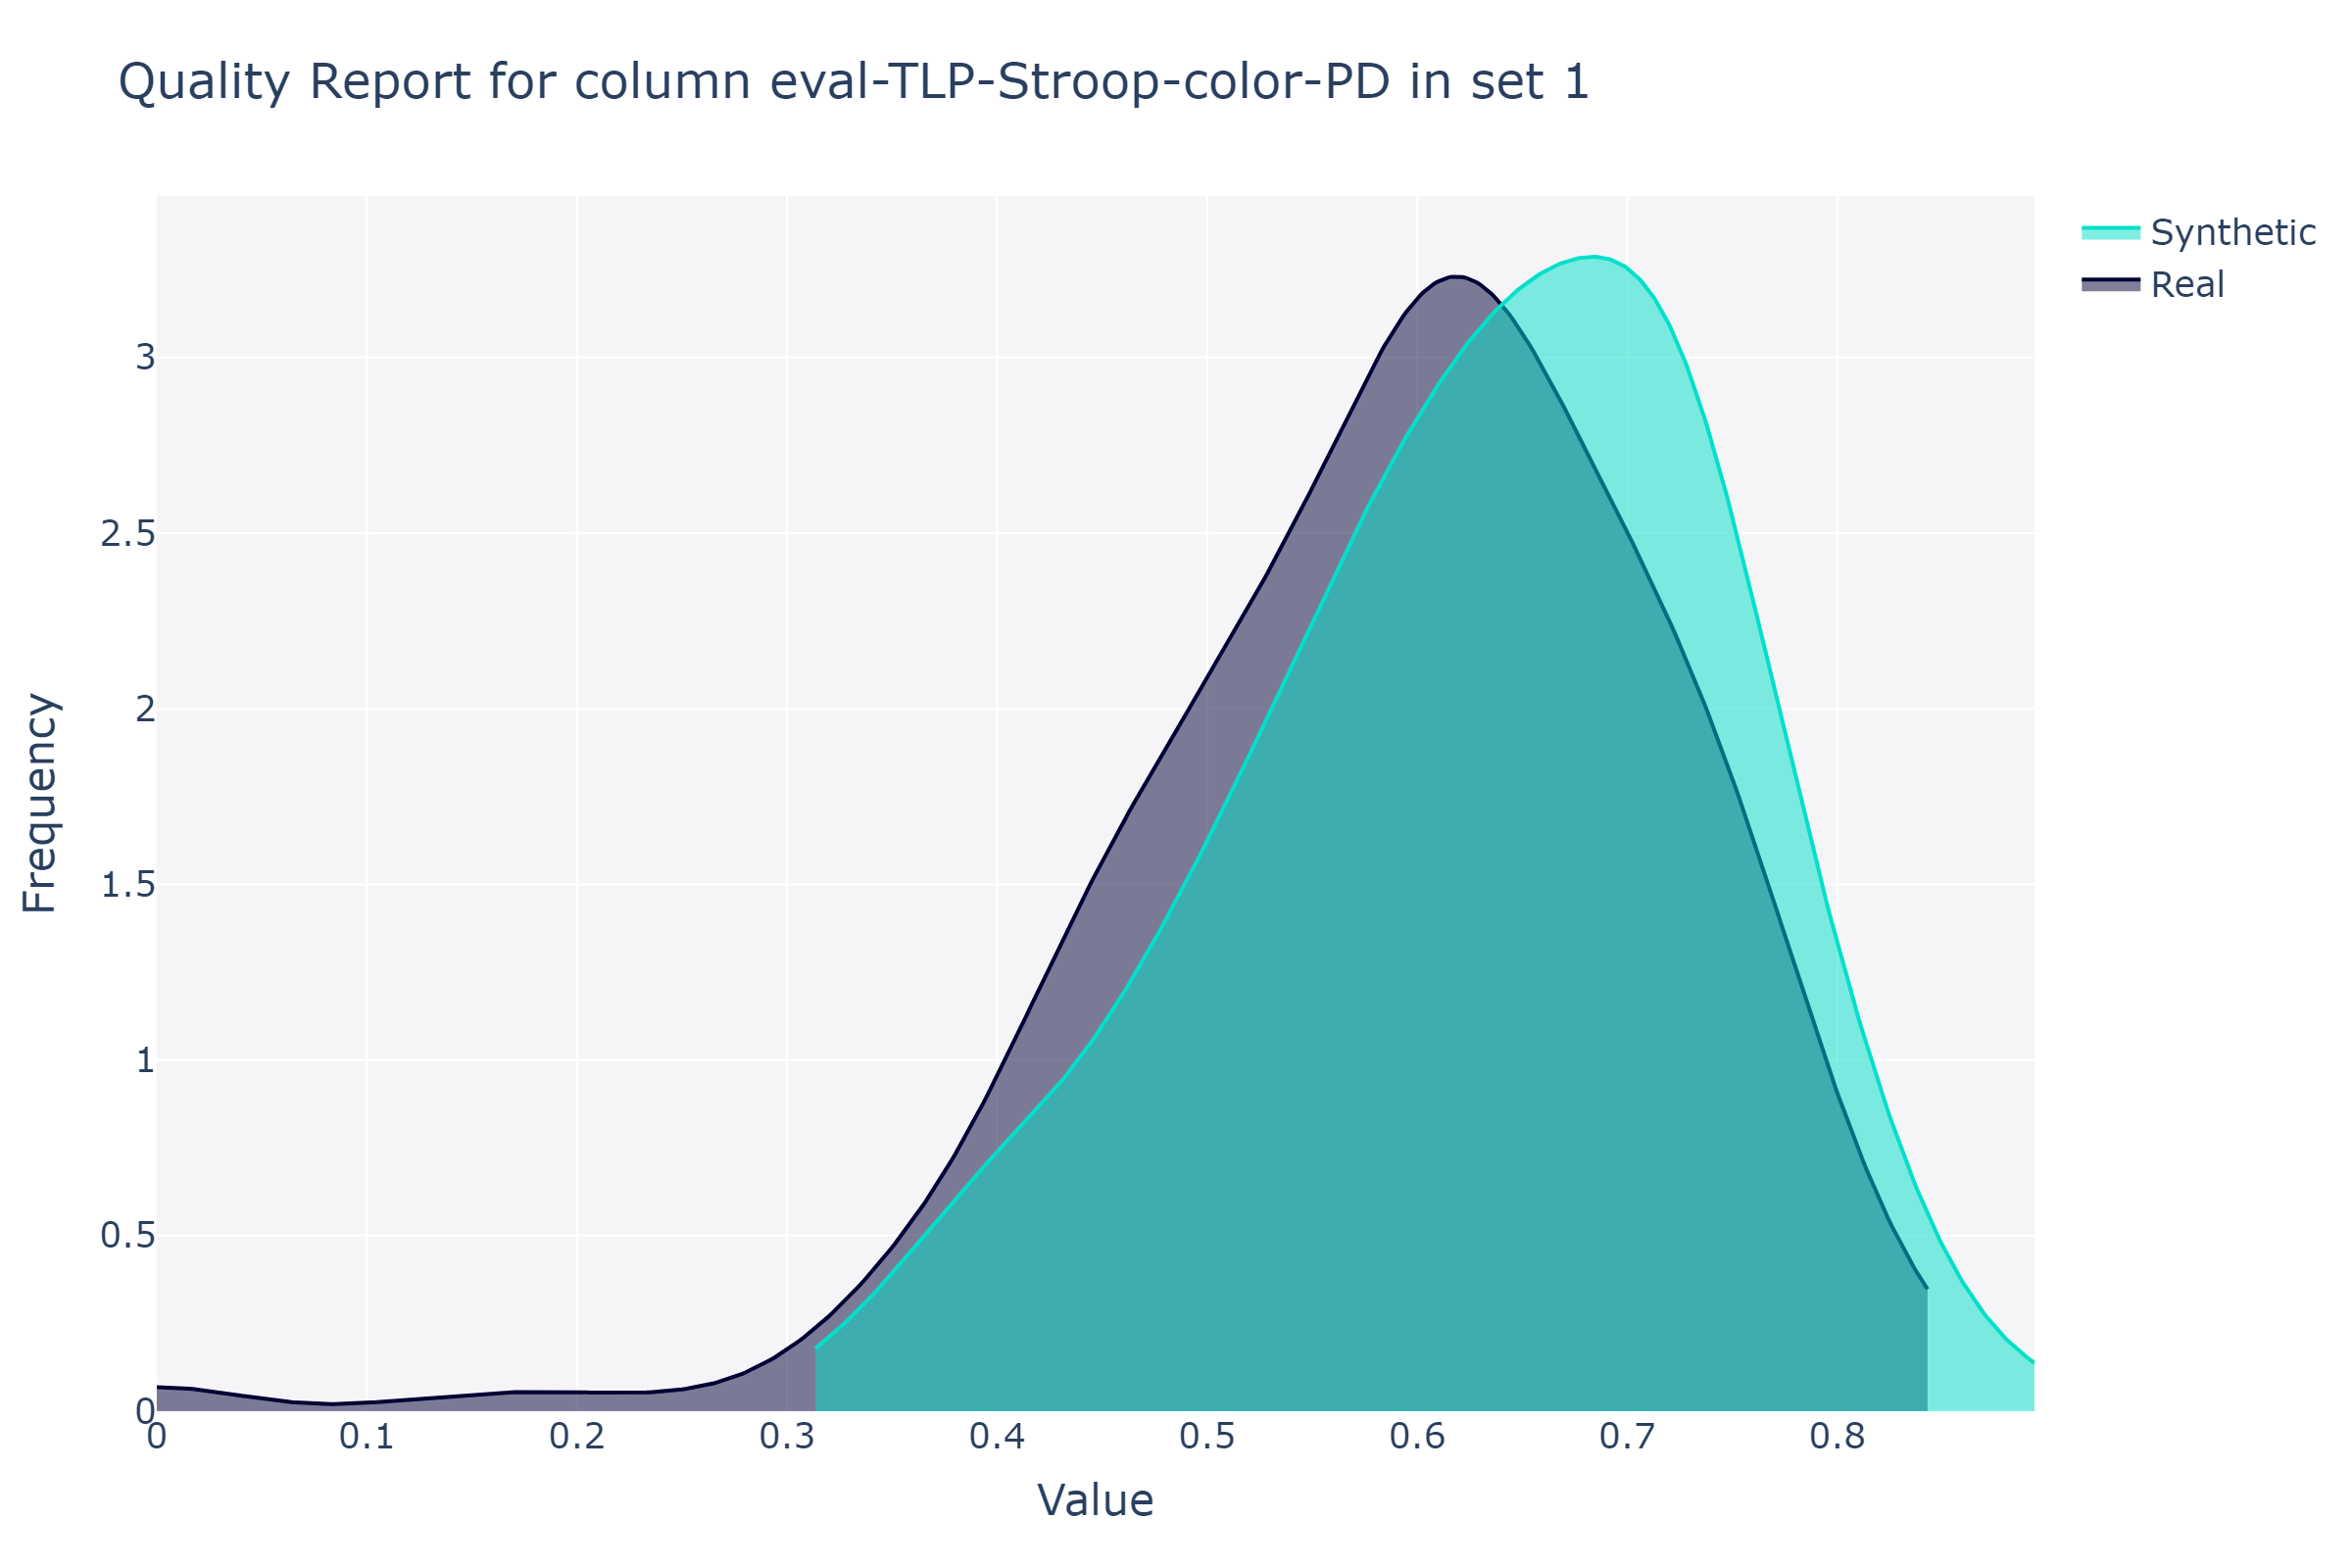 Quality Report for column eval-TLP-Stroop-color-PD in set 1
Synthetic
Real
3
2.5
2
1.5
1
0.5
0
Frequency
0 0.1 0.2 0.3 0.4 0.5 0.6 0.7 0.8
Value